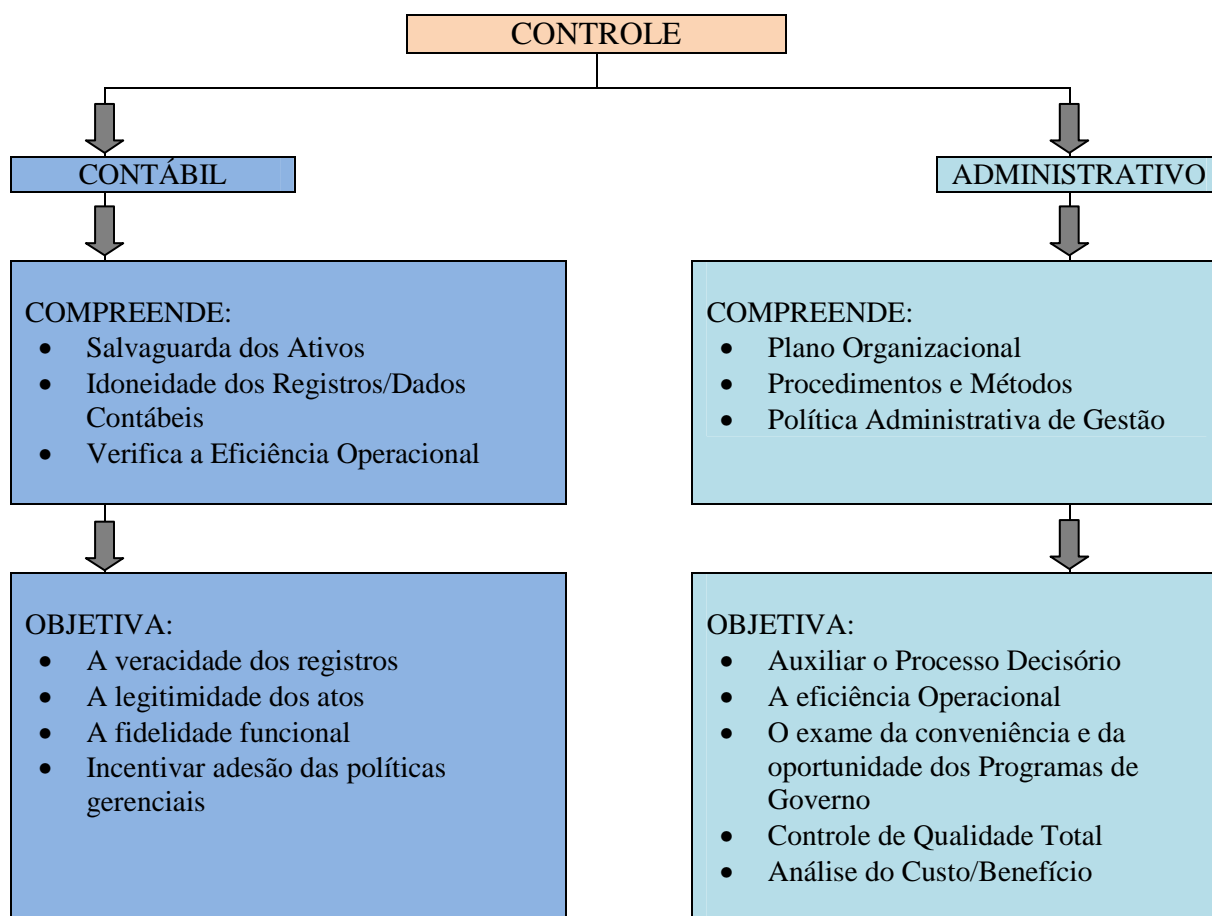 CONTROLE
CONTÁBIL
ADMINISTRATIVO
COMPREENDE:
• Salvaguarda dos Ativos
• Idoneidade dos Registros/Dados
Contábeis
• Verifica a Eficiência Operacional
COMPREENDE:
• Plano Organizacional
• Procedimentos e Métodos
• Política Administrativa de Gestão
OBJETIVA:
• A veracidade dos registros
• A legitimidade dos atos
• A fidelidade funcional
• Incentivar adesão das políticas
gerenciais
OBJETIVA:
• Auxiliar o Processo Decisório
• A eficiência Operacional
• O exame da conveniência e da
oportunidade dos Programas de
Governo
• Controle de Qualidade Total
• Análise do Custo/Benefício